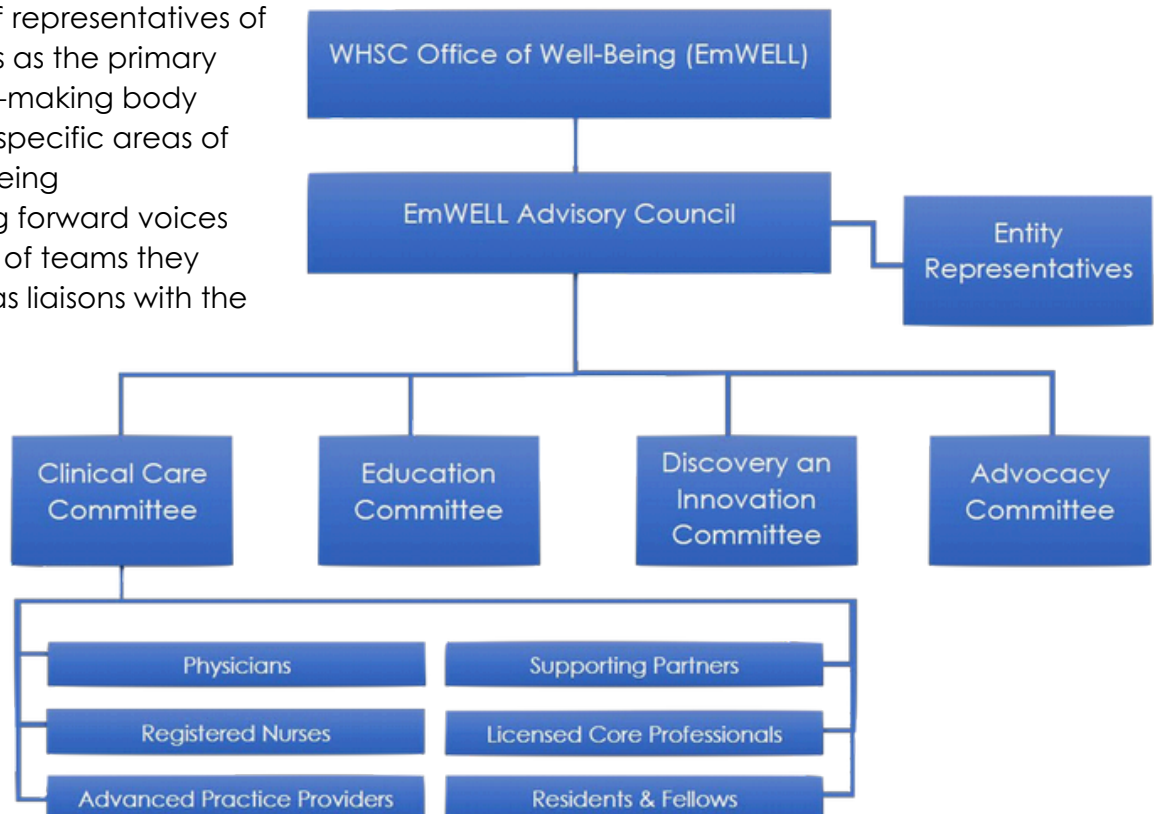 f representatives of
s as the primary
-making body
specific areas of
eing
g forward voices
of teams they
as liaisons with the
WHSC Office of Well-Being (EmWELL)
EmWELL Advisory Council
Entity
Representatives
Clinical Care
Committee
Education
Committee
Discovery an
Innovation
Committee
Advocacy
Committee
Physicians
Registered Nurses
Advanced Practice Providers
Supporting Partners
Licensed Core Professionals
Residents & Fellows